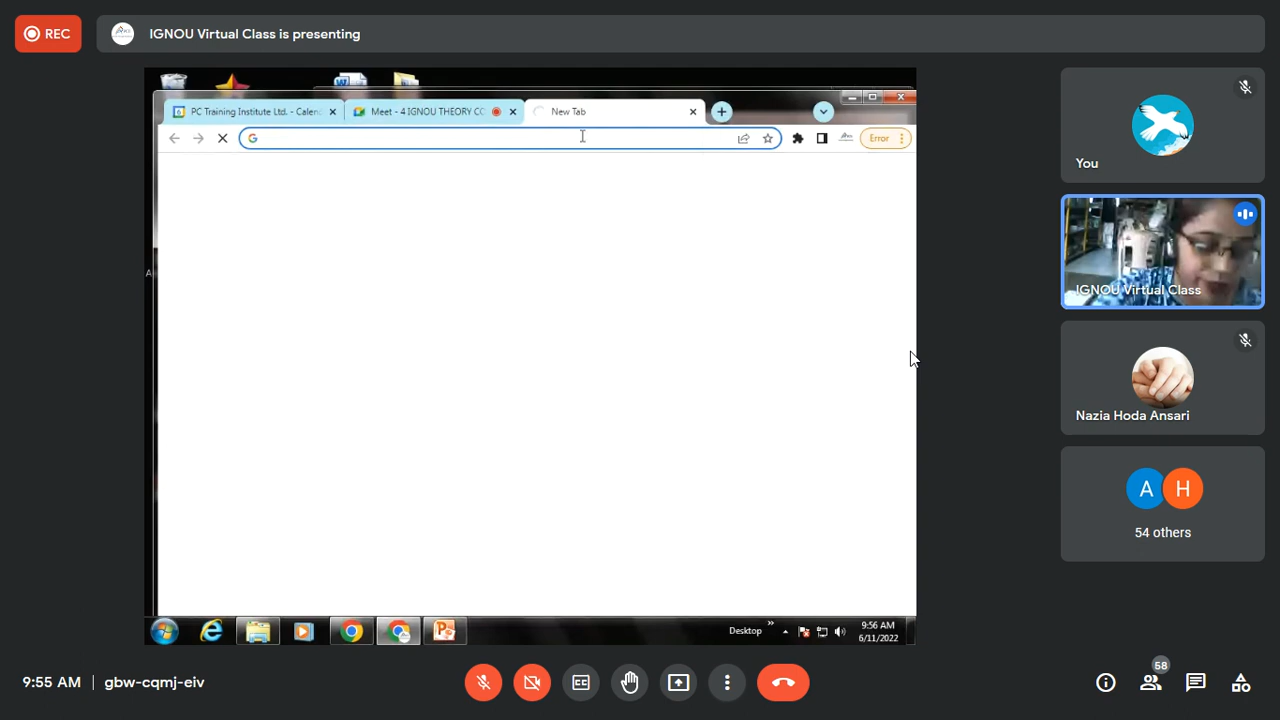 REC
IGNOU Virtual Class is presenting
PC Training Institute Ltd. - Calend
Meet - 4 IGNOU THEORY CO
New Tab
Error
You
IGNOU Virtual Class
Nazia Hoda Ansari
A H
54 others
Desktop
9:56 AM
6/11/2022
9:55 AM | gbw-cqmj-eiv
58